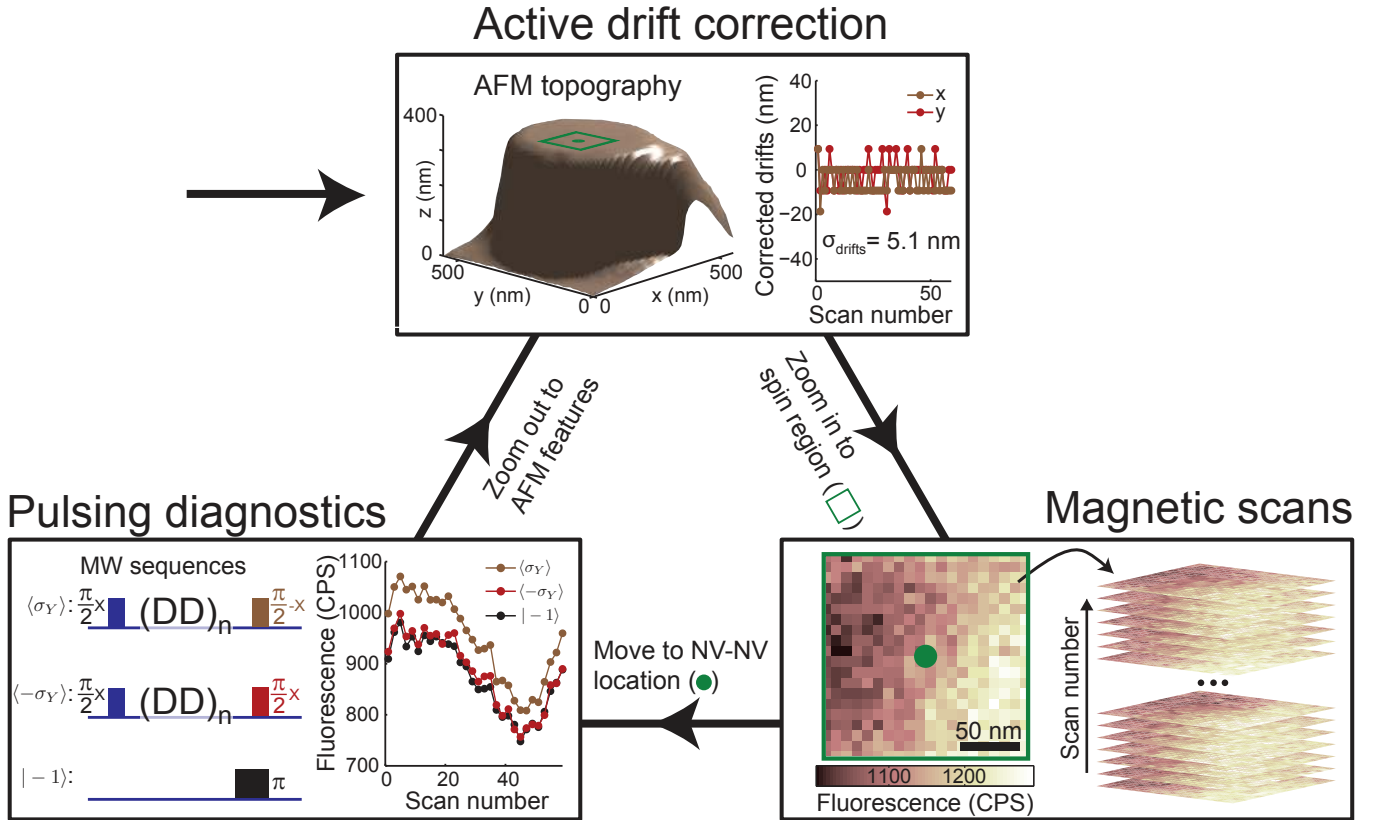 Active drift correction
AFM topography
400
z (nm)
0
500
y (nm)
0
0
x (nm)
500
Corrected drifts (nm)
40
20
0
−20
−40
x
y
σdrifts= 5.1 nm
0
50
Scan number
Zoom in to
spin region ( )
Magnetic scans
50 nm
1100
1200
Fluorescence (CPS)
Scan number
•••
Move to NV-NV
location ( )
Pulsing diagnostics
MW sequences
⟨σY⟩: π/2 x (DD)n π/2 -x
⟨−σY⟩: π/2 x (DD)n π/2 x
|−1⟩: π
Fluorescence (CPS)
1100
1000
900
800
700
⟨σY⟩
⟨−σY⟩
|−1⟩
0
20
40
Scan number
Zoom out to
AFM features